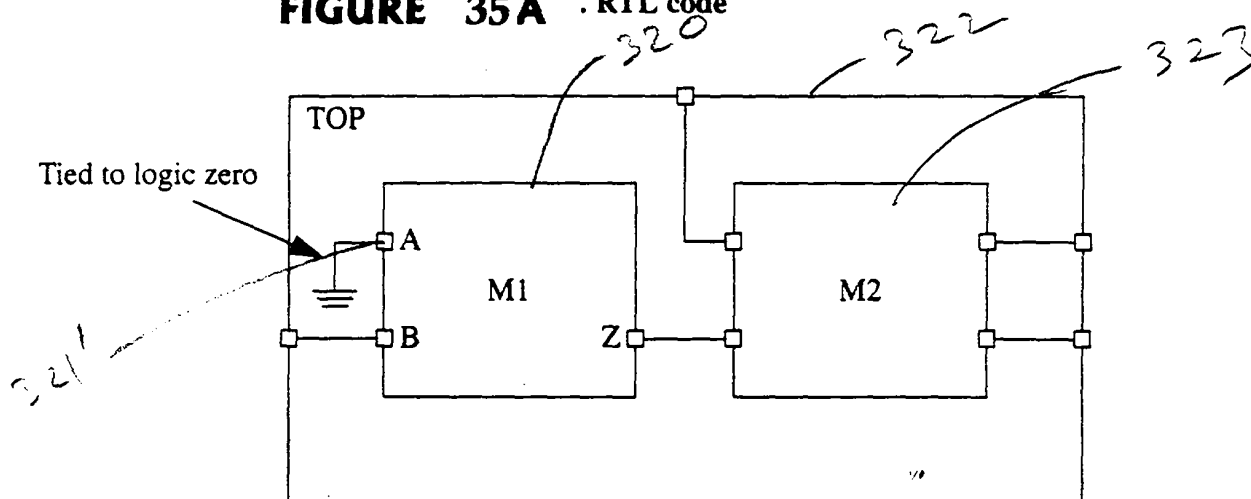 FIGURE 35A . RTL code
320
322
323
TOP
Tied to logic zero
A
M1
M2
B
Z
321'